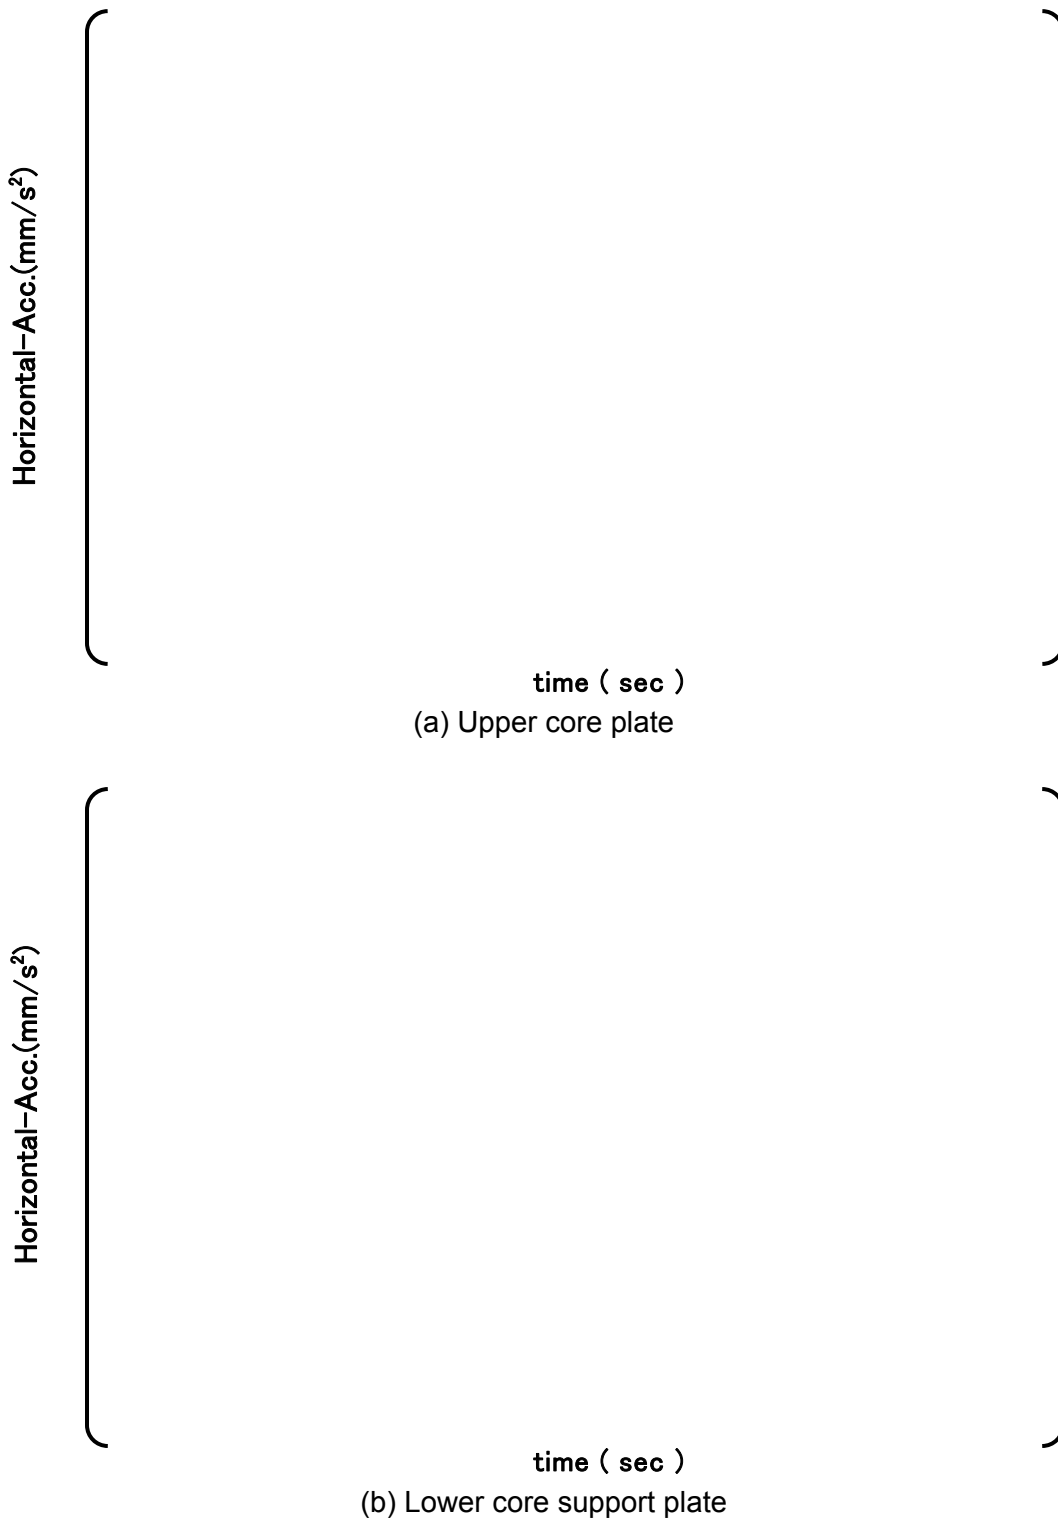 Horizontal-Acc.(mm/s²)
time ( sec )
(a) Upper core plate
Horizontal-Acc.(mm/s²)
time ( sec )
(b) Lower core support plate